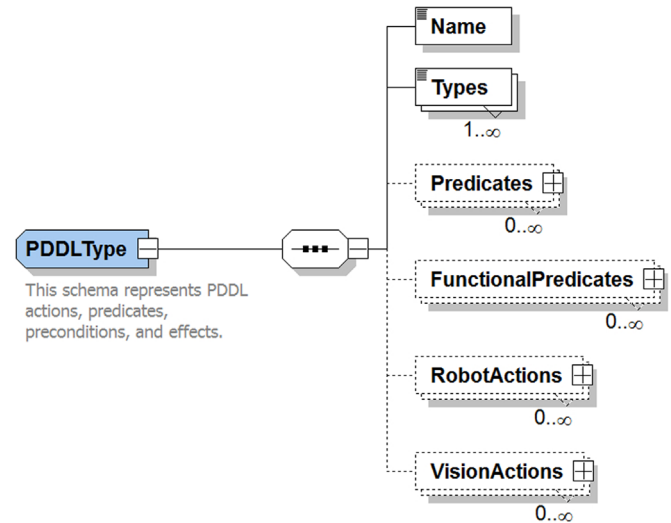 Name
Types
1..∞
Predicates
0..∞
PDDLType
This schema represents PDDL
actions, predicates,
preconditions, and effects.
FunctionalPredicates
0..∞
RobotActions
0..∞
VisionActions
0..∞